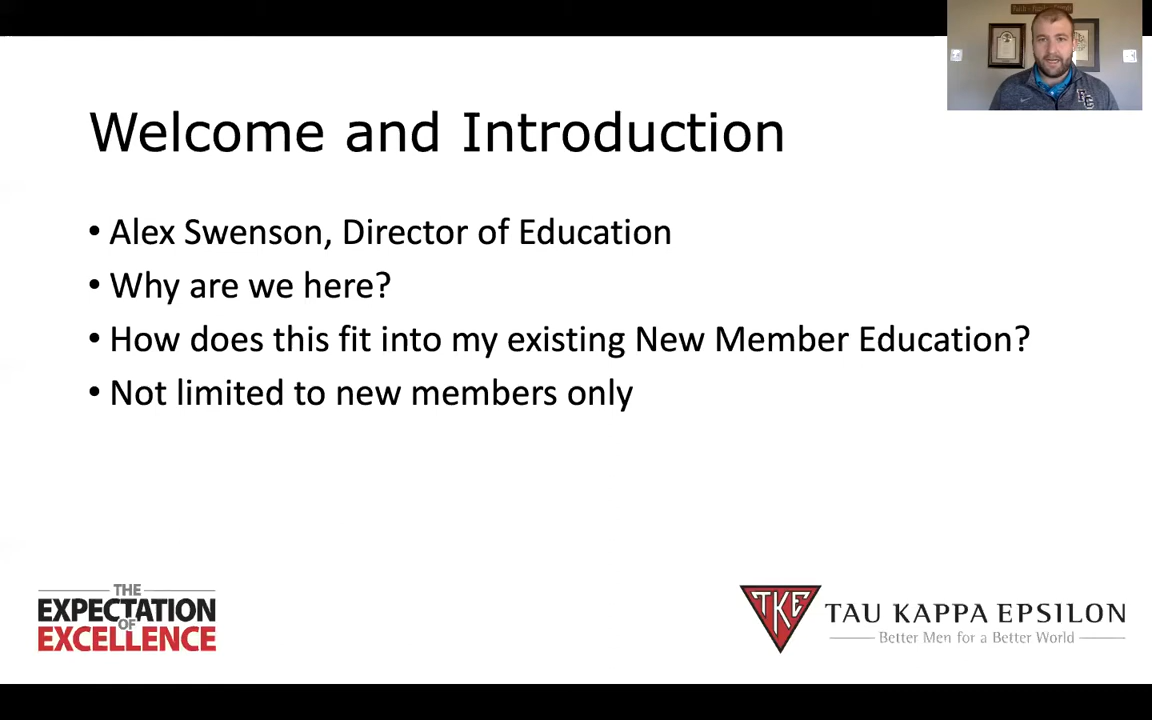 Welcome and Introduction
• Alex Swenson, Director of Education
• Why are we here?
• How does this fit into my existing New Member Education?
• Not limited to new members only
THE
EXPECTATION
OF
EXCELLENCE
TKE
TAU KAPPA EPSILON
Better Men for a Better World